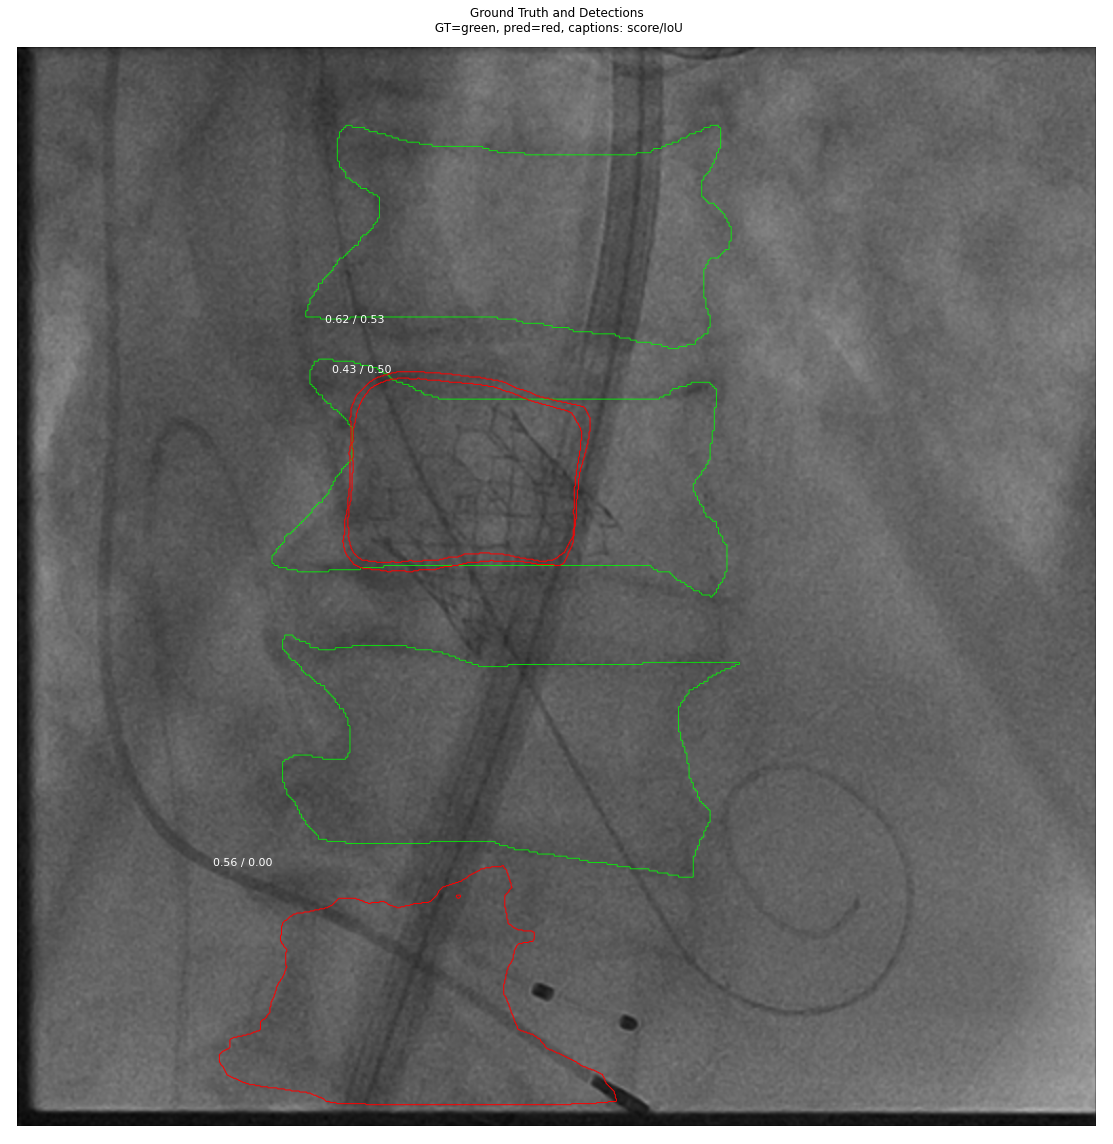 Ground Truth and Detections
GT=green, pred=red, captions: score/IoU
0.62 / 0.53
0.43 / 0.50
0.56 / 0.00